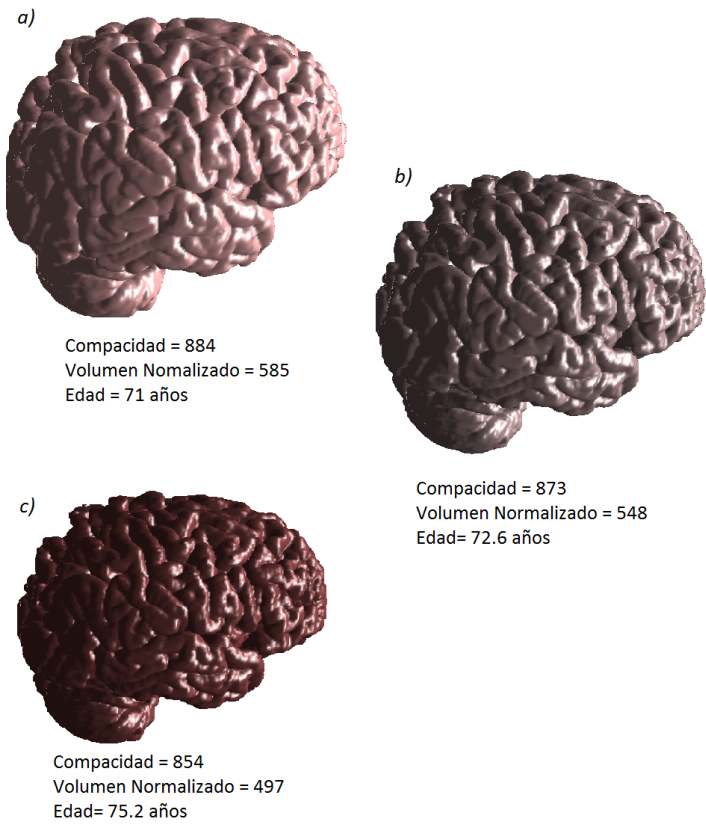 a)
Compacidad = 884
Volumen Nomalizado = 585
Edad = 71 años
b)
Compacidad = 873
Volumen Normalizado = 548
Edad= 72.6 años
c)
Compacidad = 854
Volumen Normalizado = 497
Edad= 75.2 años